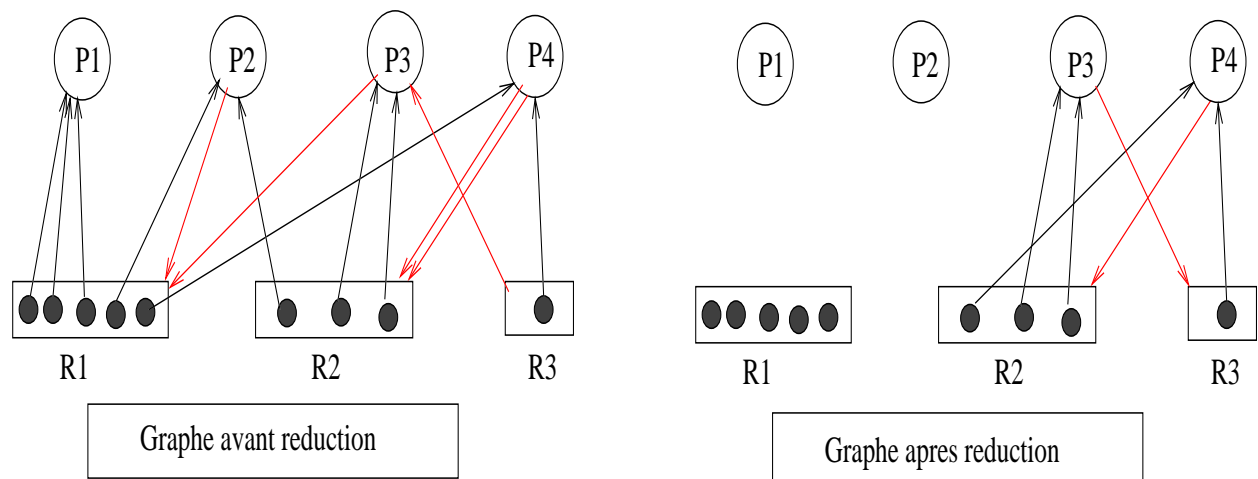 P1 P2 P3 P4
R1 R2 R3
Graphe avant reduction
P1 P2 P3 P4
R1 R2 R3
Graphe apres reduction